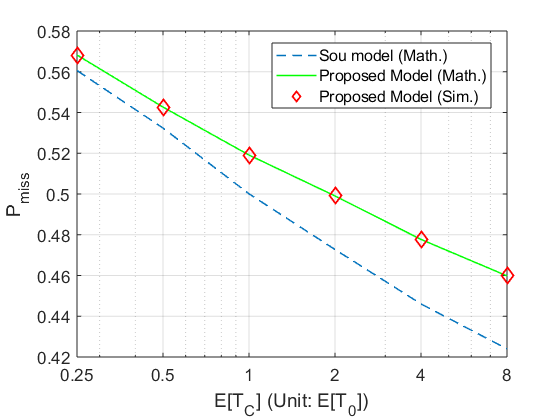 0.58
0.56
0.54
0.52
0.5
0.48
0.46
0.44
0.42
P_miss
Sou model (Math.)
Proposed Model (Math.)
Proposed Model (Sim.)
0.25 0.5 1 2 4 8
E[T_C] (Unit: E[T_0])